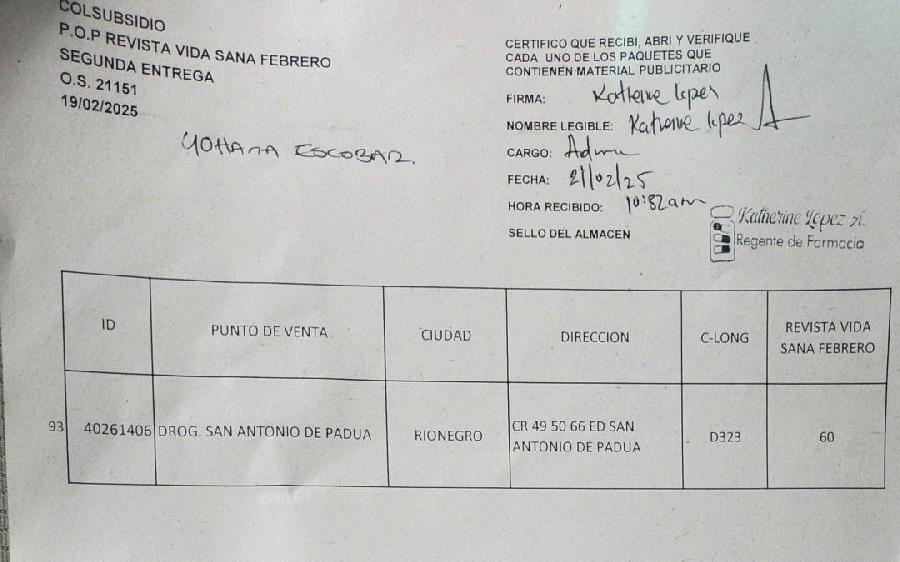 COLSUBSIDIO
P.O.P REVISTA VIDA SANA FEBRERO
SEGUNDA ENTREGA
O.S. 21151
19/02/2025
YOHANA ESCOBAR.
CERTIFICO QUE RECIBI, ABRI Y VERIFIQUE
CADA UNO DE LOS PAQUETES QUE
CONTIENEN MATERIAL PUBLICITARIO
FIRMA: Katherine Lopez
NOMBRE LEGIBLE: Katherine Lopez A
CARGO: Admin
FECHA: 21/02/25
HORA RECIBIDO: 10:32am
SELLO DEL ALMACEN
Katherine Lopez A.
Regente de Farmacia
ID PUNTO DE VENTA CIUDAD DIRECCION C-LONG REVISTA VIDA
SANA FEBRERO
93 40261406 DROG. SAN ANTONIO DE PADUA RIONEGRO CR 49 50 66 ED SAN
ANTONIO DE PADUA D323 60